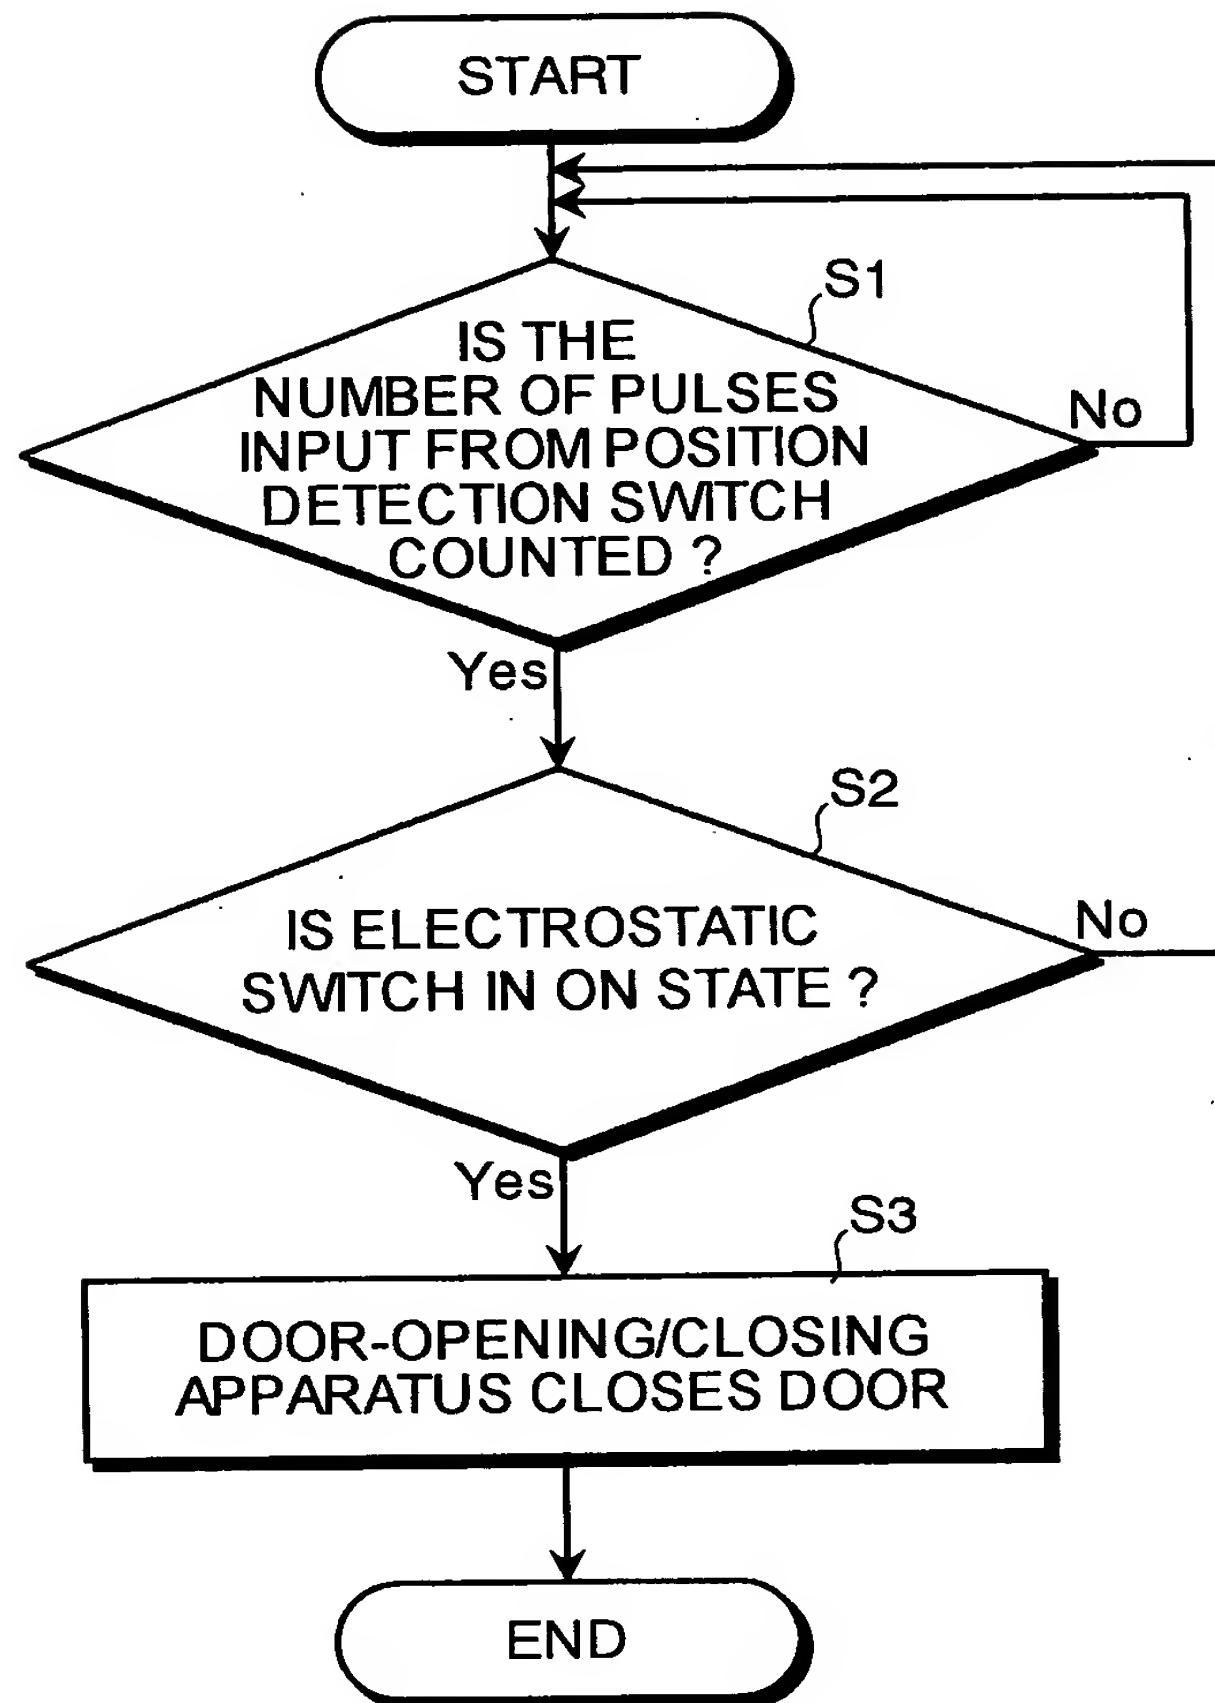 START
S1
IS THE
NUMBER OF PULSES
INPUT FROM POSITION
DETECTION SWITCH
COUNTED ?
No
Yes
S2
IS ELECTROSTATIC
SWITCH IN ON STATE ?
No
Yes
S3
DOOR-OPENING/CLOSING
APPARATUS CLOSES DOOR
END